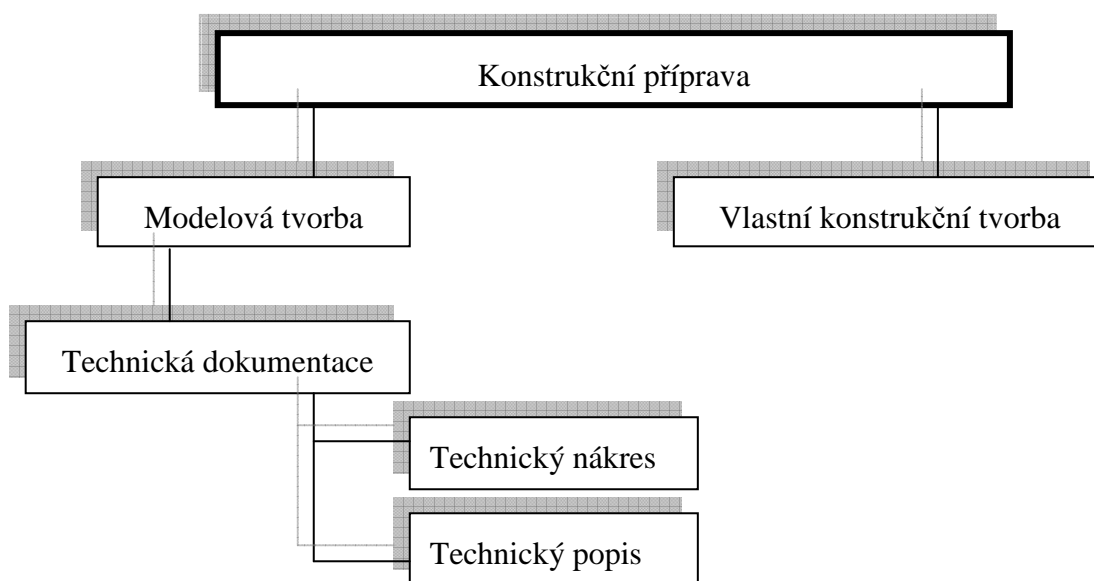 Konstrukční příprava
Modelová tvorba
Vlastní konstrukční tvorba
Technická dokumentace
Technický nákres
Technický popis